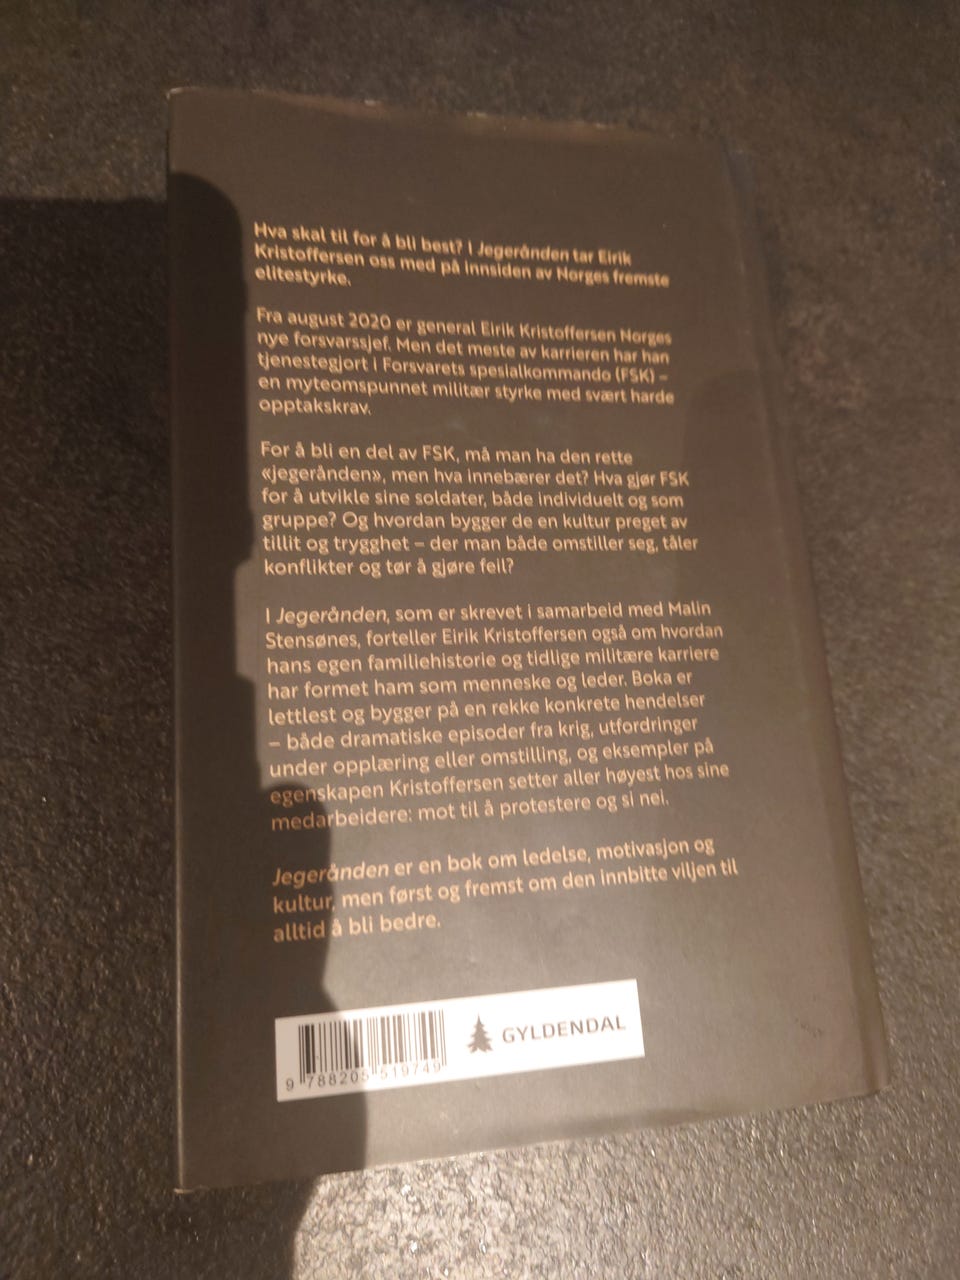 Hva skal til for å bli best? I Jegerånden tar Eirik
Kristoffersen oss med på innsiden av Norges fremste
elitestyrke.
Fra august 2020 er general Eirik Kristoffersen Norges
nye forsvarssjef. Men det meste av karrieren har han
tjenestegjort i Forsvarets spesialkommando (FSK) –
en myteomspunnet militær styrke med svært harde
opptakskrav.
For å bli en del av FSK, må man ha den rette
«jegerånden», men hva innebærer det? Hva gjør FSK
for å utvikle sine soldater, både individuelt og som
gruppe? Og hvordan bygger de en kultur preget av
tillit og trygghet – der man både omstiller seg, tåler
konflikter og tør å gjøre feil?
I Jegerånden, som er skrevet i samarbeid med Malin
Stensønes, forteller Eirik Kristoffersen også om hvordan
hans egen familiehistorie og tidlige militære karriere
har formet ham som menneske og leder. Boka er
lettlest og bygger på en rekke konkrete hendelser
– både dramatiske episoder fra krig, utfordringer
under opplæring eller omstilling, og eksempler på
egenskapen Kristoffersen setter aller høyest hos sine
medarbeidere: mot til å protestere og si nei.
Jegerånden er en bok om ledelse, motivasjon og
kultur, men først og fremst om den innbitte viljen til
alltid å bli bedre.
GYLDENDAL
9 788205 519749